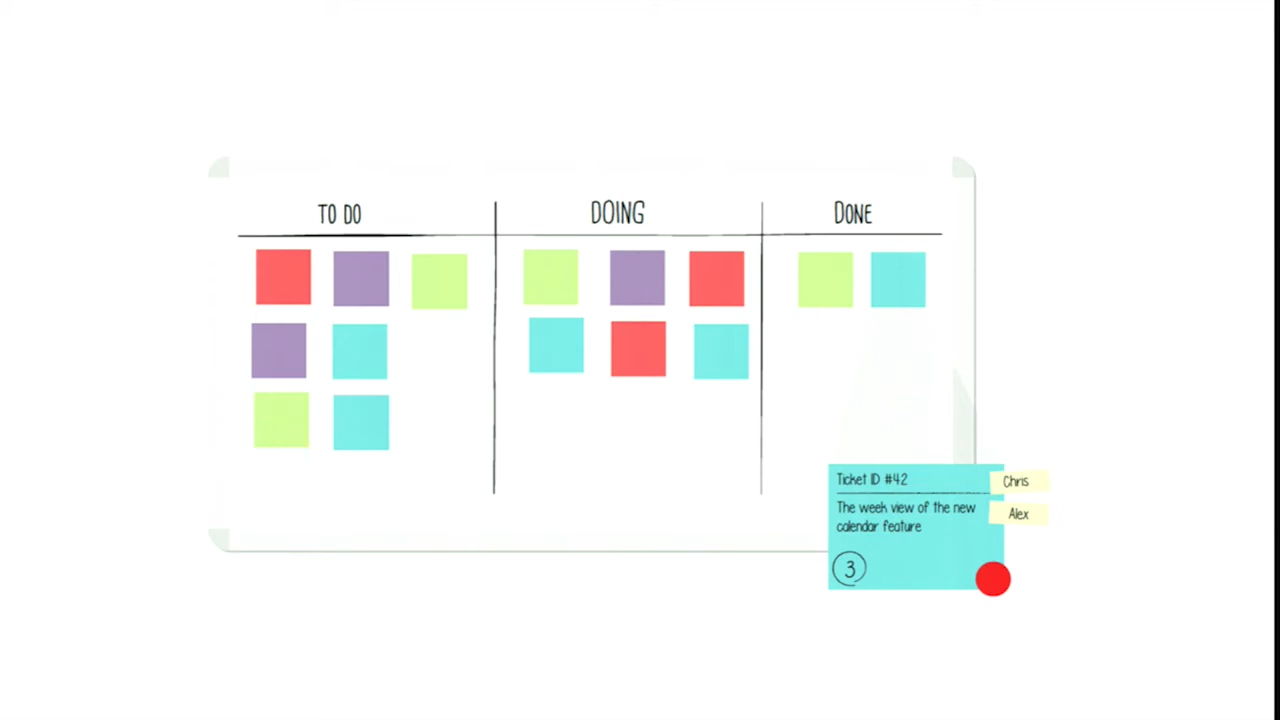 TO DO
DOING
DONE
Ticket ID #42
Chris
The week view of the new
calendar feature
Alex
3